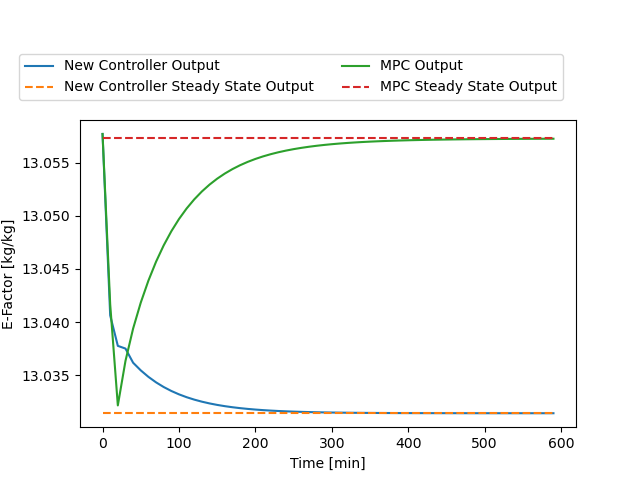 New Controller Output
New Controller Steady State Output
MPC Output
MPC Steady State Output
E-Factor [kg/kg]
13.055
13.050
13.045
13.040
13.035
0 100 200 300 400 500 600
Time [min]